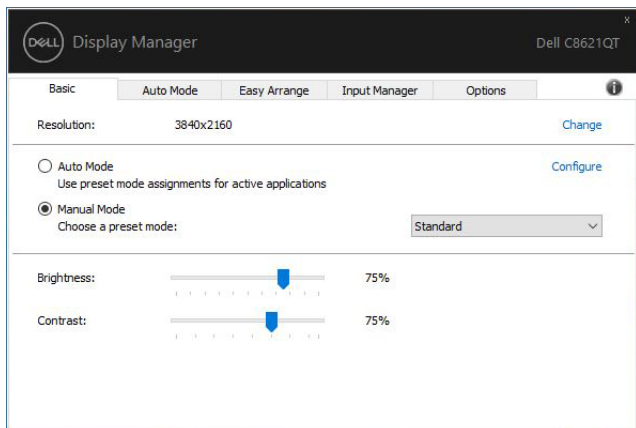 DELL Display Manager Dell C8621QT x
Basic Auto Mode Easy Arrange Input Manager Options i
Resolution: 3840x2160 Change
Auto Mode Configure
Use preset mode assignments for active applications
Manual Mode
Choose a preset mode: Standard
Brightness: 75%
Contrast: 75%